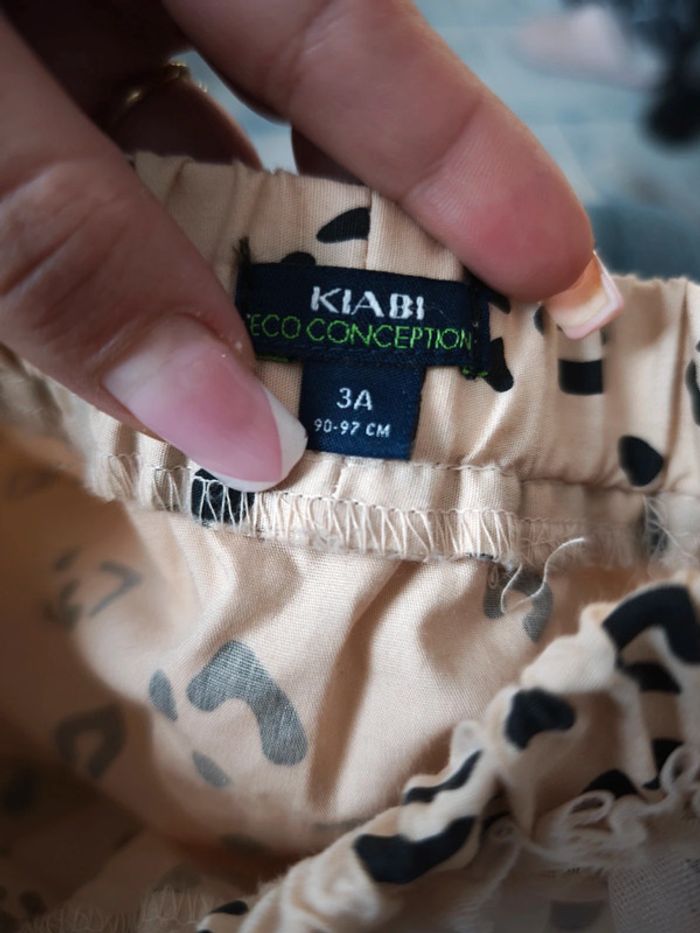 KIABI
ECO CONCEPTION
3A
90-97 CM